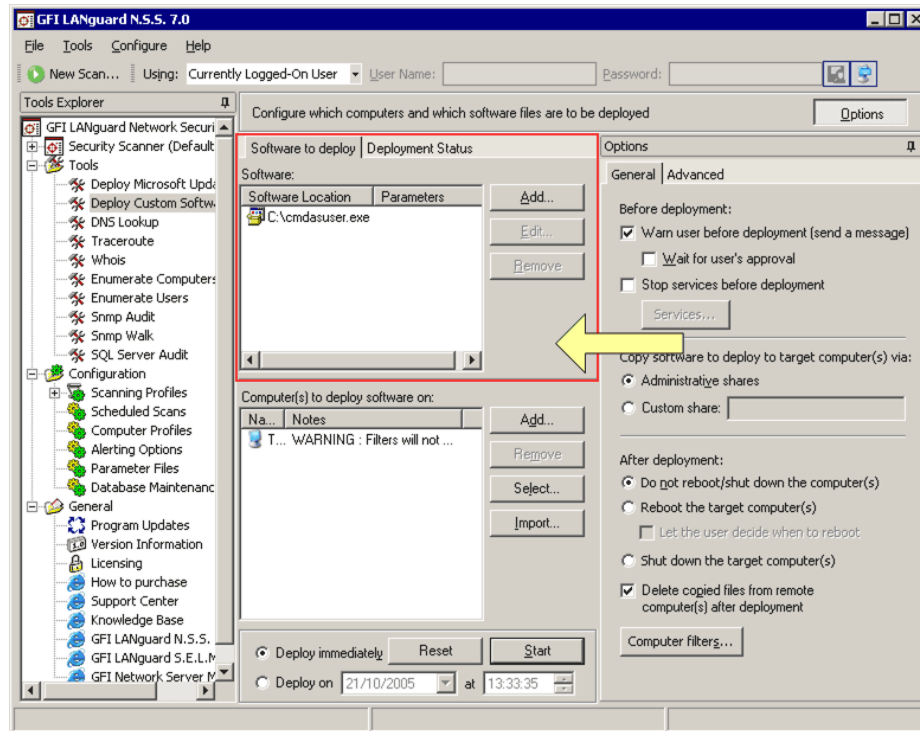 GFI LANguard N.S.S. 7.0
File Tools Configure Help
New Scan... Using: Currently Logged-On User User Name: Password:
Tools Explorer
GFI LANguard Network Securi
Security Scanner (Default
Tools
Deploy Microsoft Upda
Deploy Custom Softw
DNS Lookup
Traceroute
Whois
Enumerate Computers
Enumerate Users
Snmp Audit
Snmp Walk
SQL Server Audit
Configuration
Scanning Profiles
Scheduled Scans
Computer Profiles
Alerting Options
Parameter Files
Database Maintenanc
General
Program Updates
Version Information
Licensing
How to purchase
Support Center
Knowledge Base
GFI LANguard N.S.S.
GFI LANguard S.E.L.M
GFI Network Server M
Configure which computers and which software files are to be deployed
Options
Software to deploy Deployment Status
Software:
Software Location Parameters
C:\cmdasuser.exe
Add...
Edit...
Remove
Computer(s) to deploy software on:
Na... Notes
T... WARNING : Filters will not ...
Add...
Remove
Select...
Import...
Deploy immediately Reset Start
Deploy on 21/10/2005 at 13:33:35
Options
General Advanced
Before deployment:
Warn user before deployment (send a message)
Wait for user's approval
Stop services before deployment
Services...
Copy software to deploy to target computer(s) via:
Administrative shares
Custom share:
After deployment:
Do not reboot/shut down the computer(s)
Reboot the target computer(s)
Let the user decide when to reboot
Shut down the target computer(s)
Delete copied files from remote
computer(s) after deployment
Computer filters...